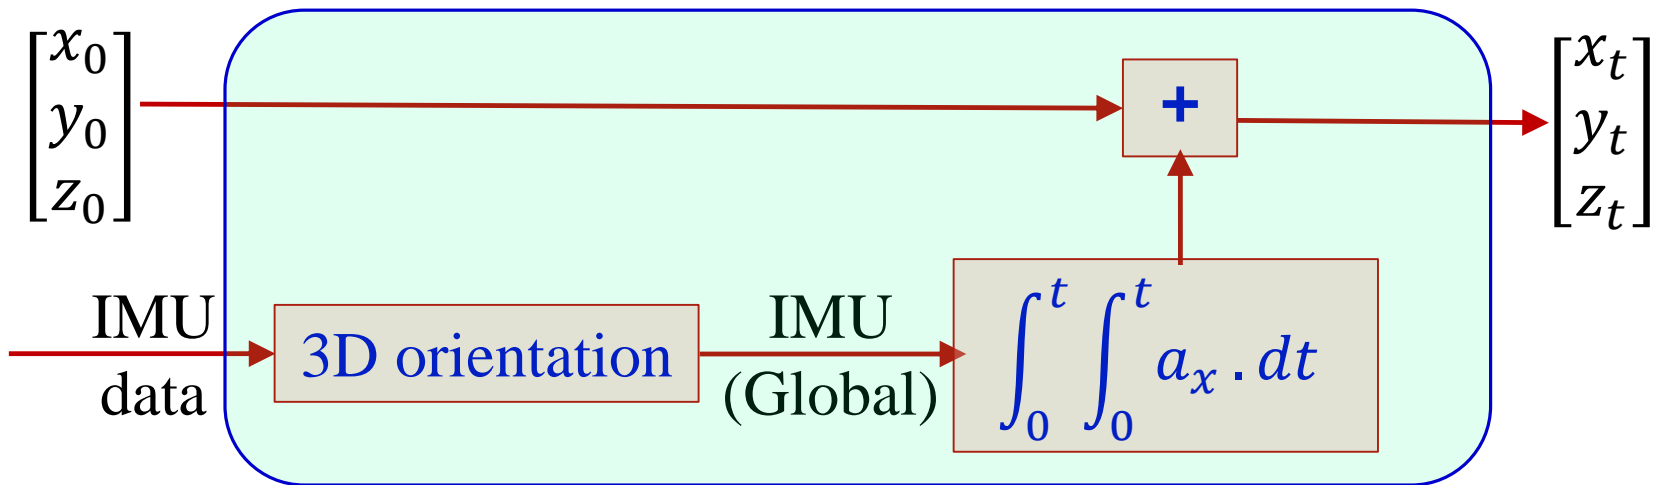 [x₀ y₀ z₀]
+
[xₜ yₜ zₜ]
IMU
data
3D orientation
IMU
(Global)
∫₀ᵗ ∫₀ᵗ aₓ . dt